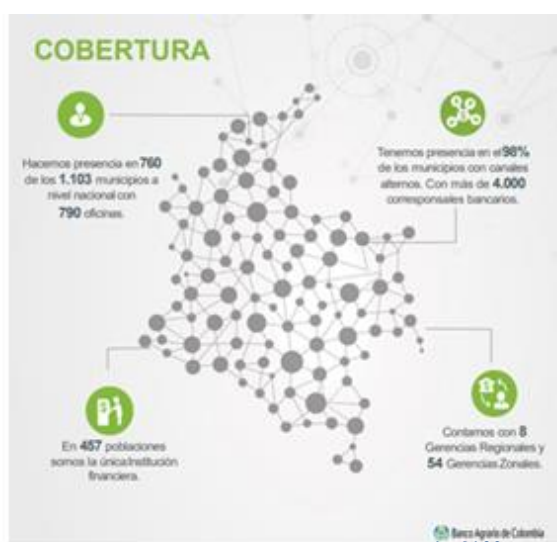 COBERTURA
Hacemos presencia en 760
de los 1.103 municipios a
nivel nacional con
790 oficinas.
Tenemos presencia en el 98%
de los municipios con canales
alternos. Con más de 4.000
corresponsales bancarios.
En 457 poblaciones
somos la única Institución
financiera.
Contamos con 8
Gerencias Regionales y
54 Gerencias Zonales.
Banco Agrario de Colombia